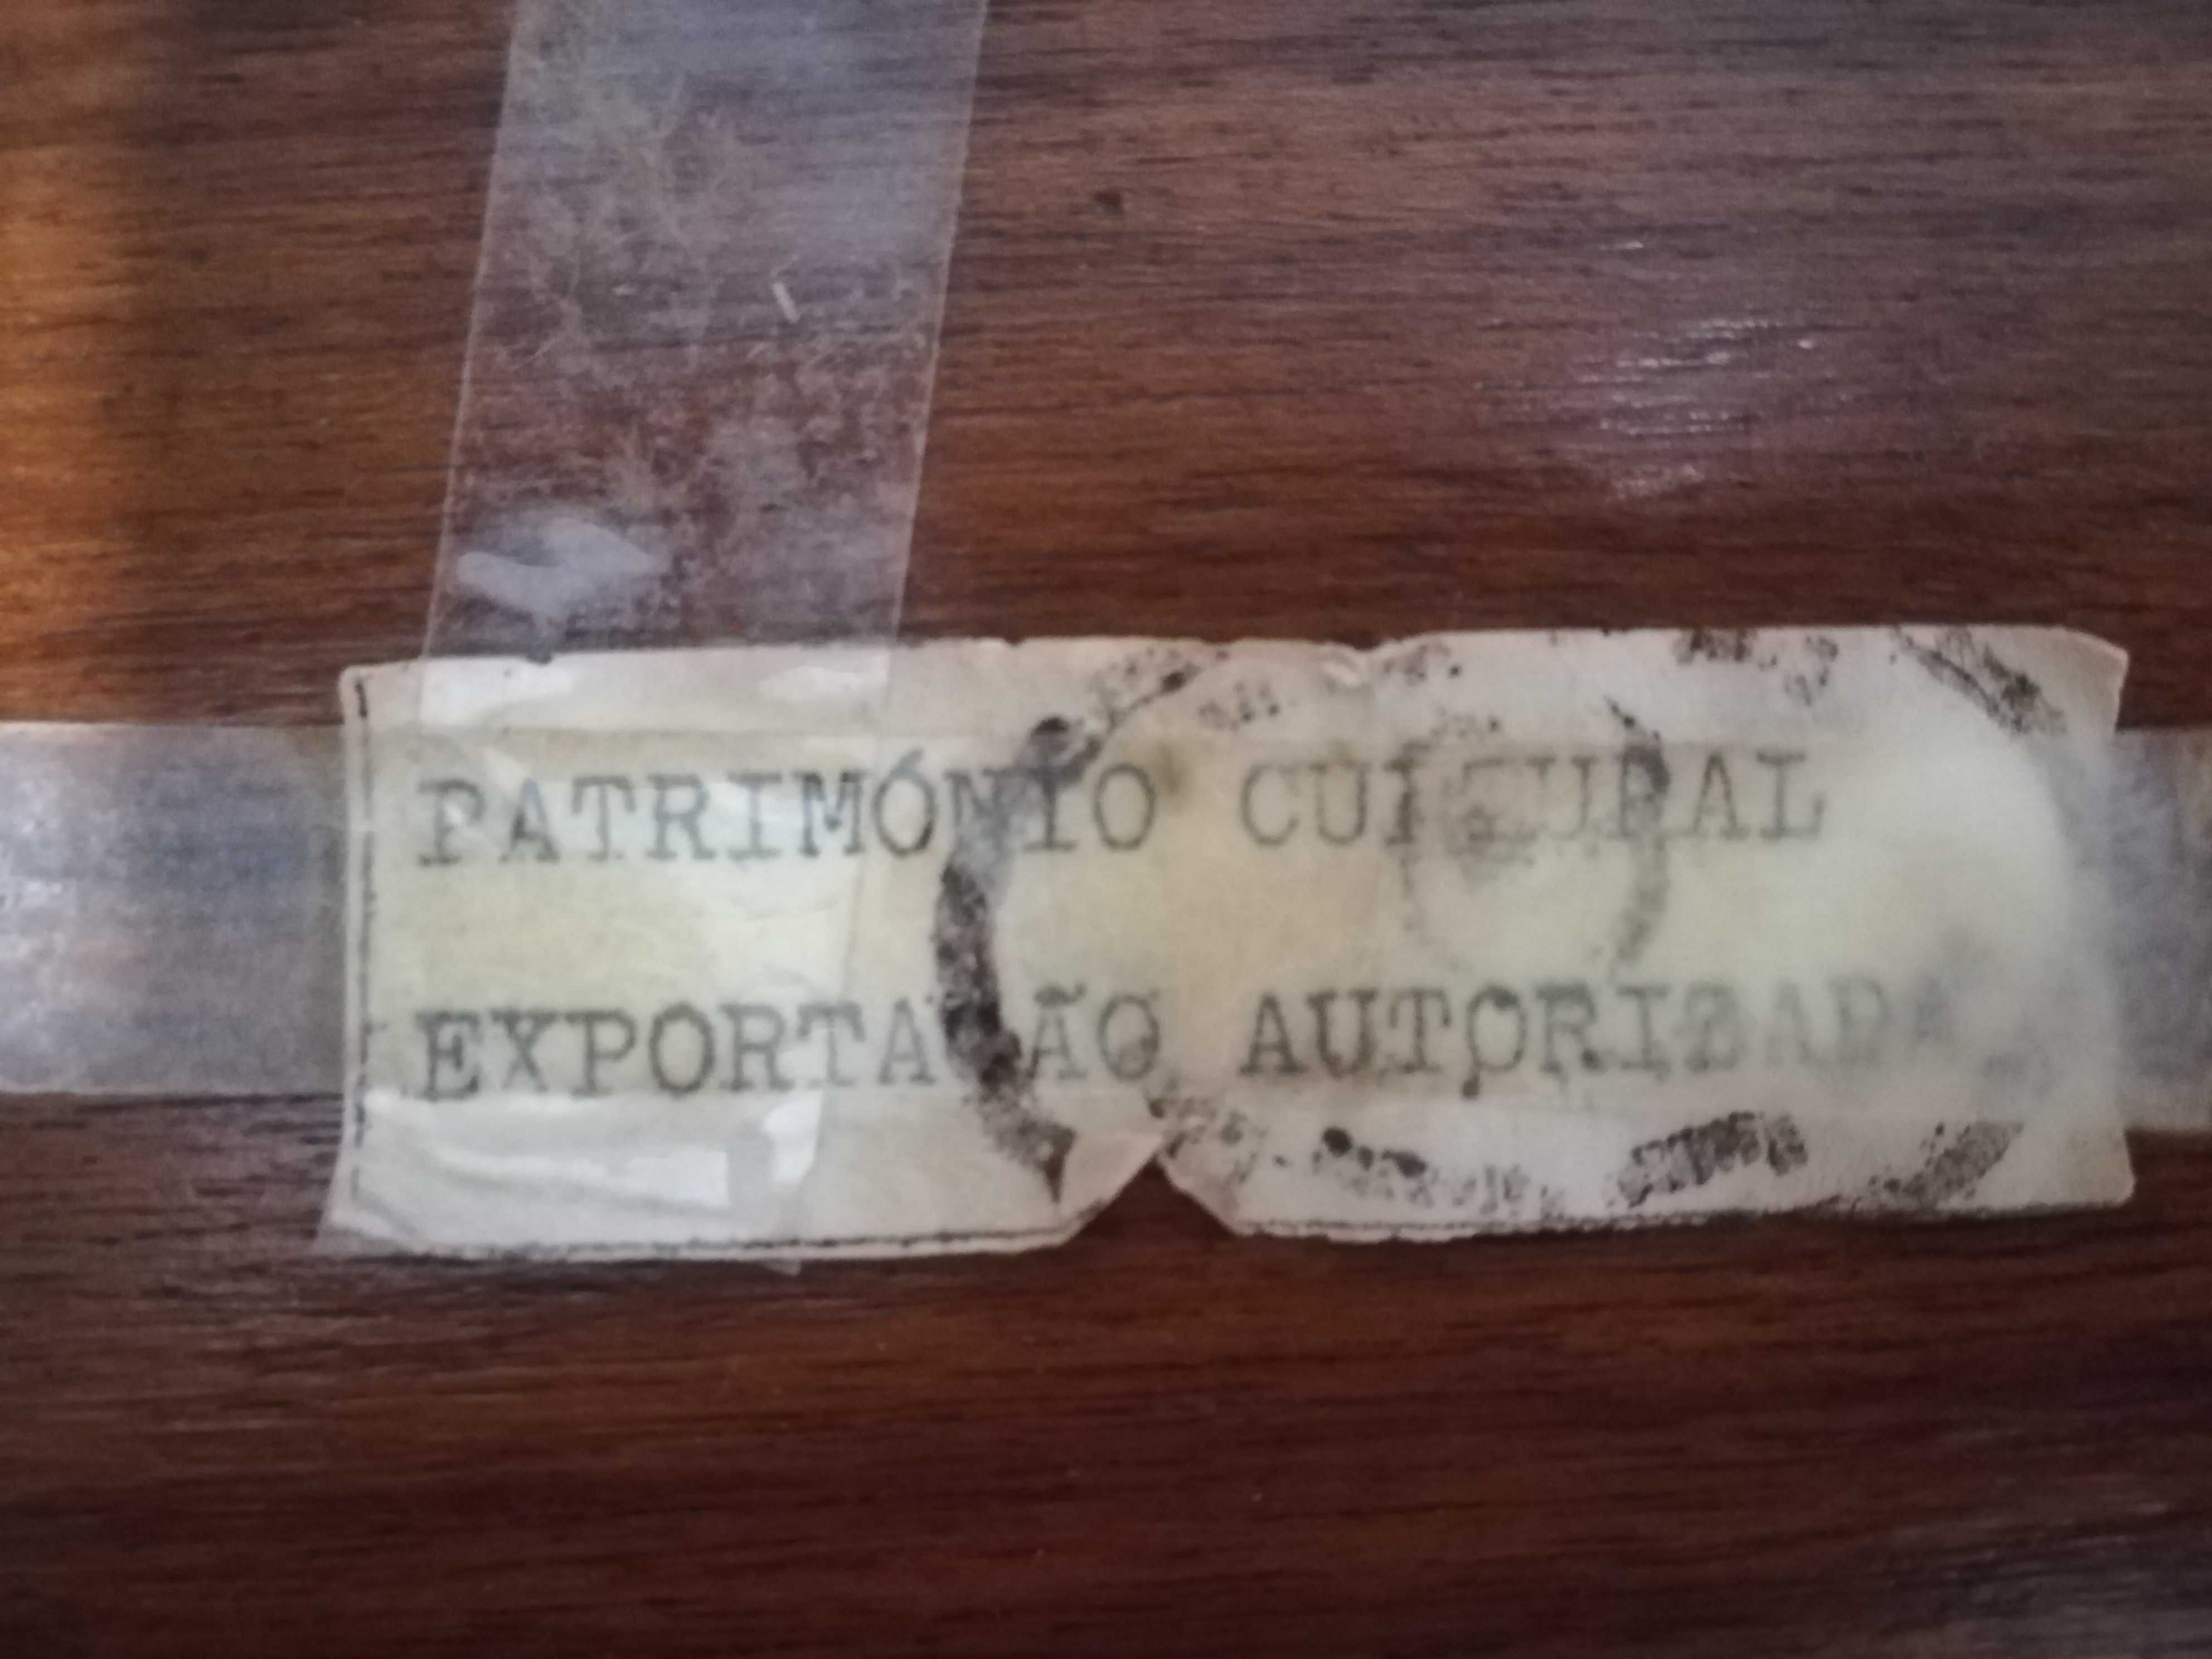 PATRIMÓNIO CULTURAL
EXPORTAÇÃO AUTORIZADA